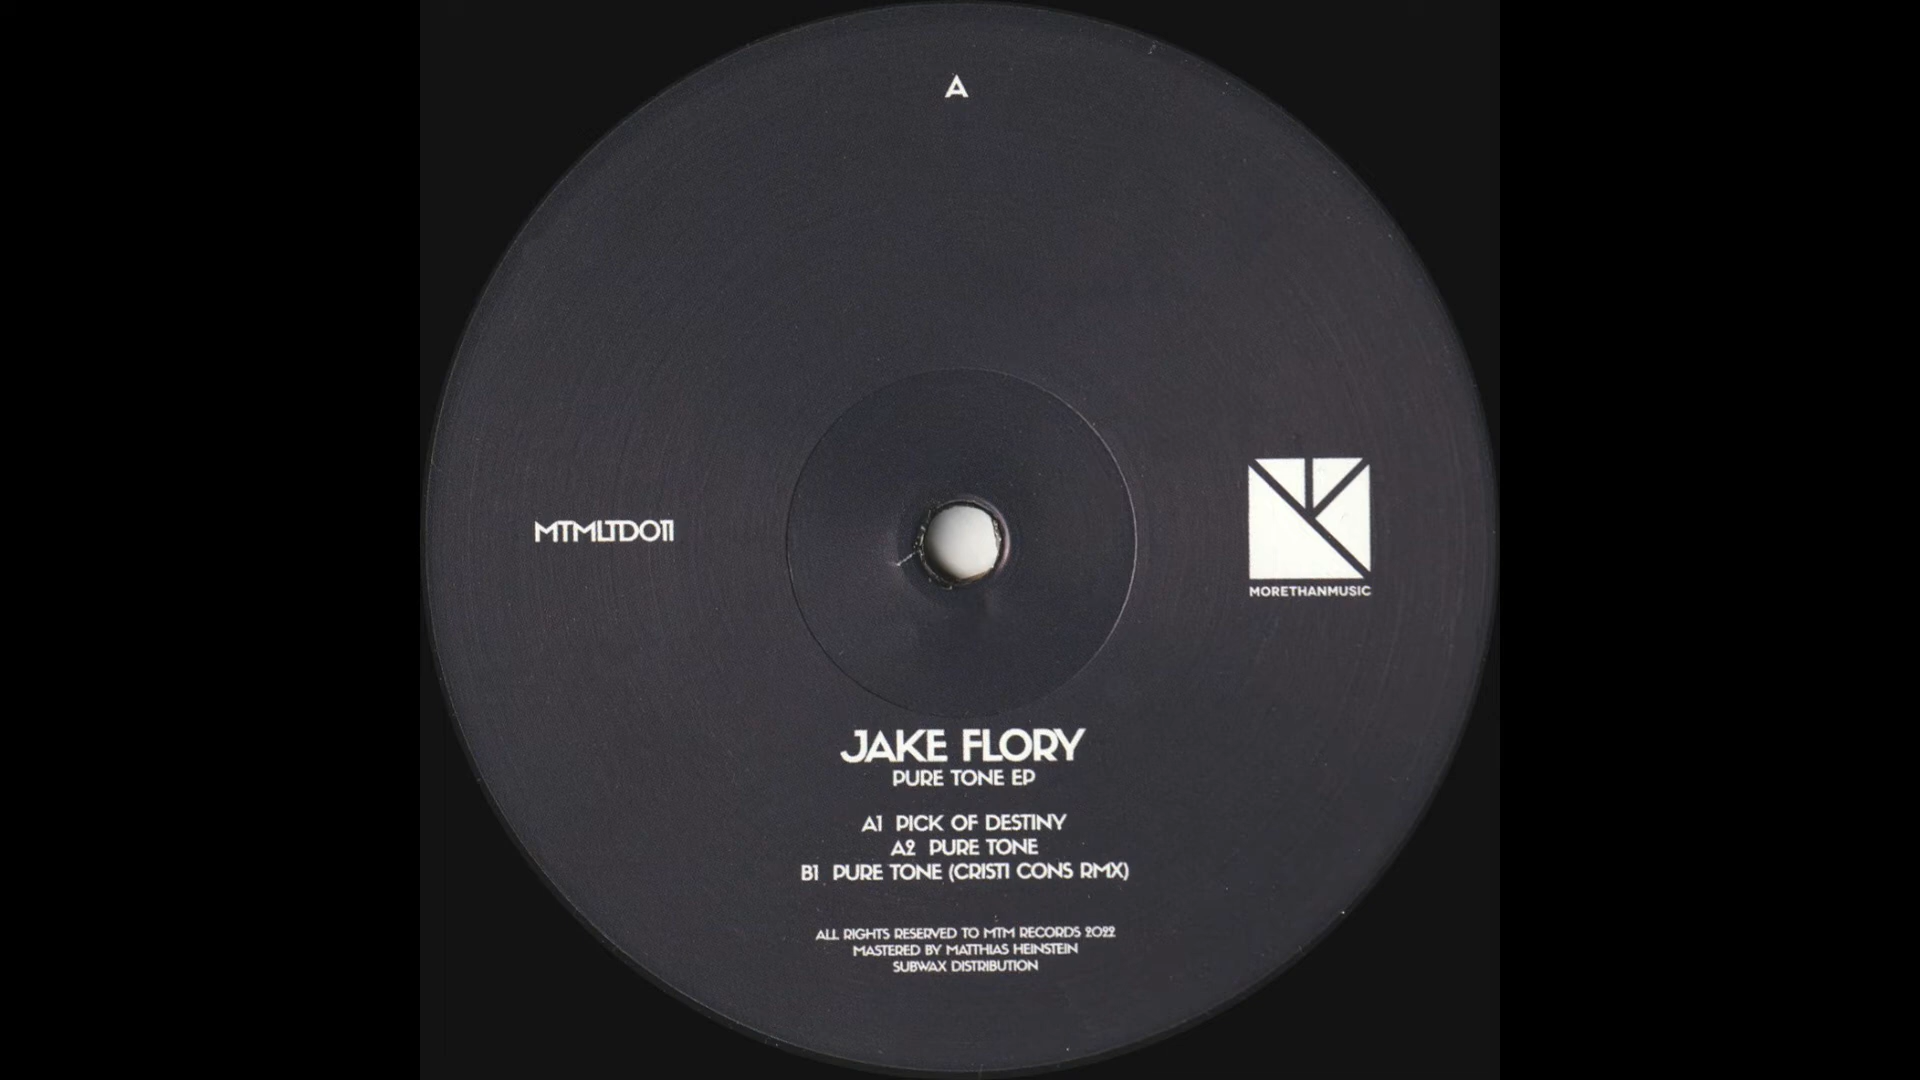 A
MTMLTD011
MORETHANMUSIC
JAKE FLORY
PURE TONE EP
A1 PICK OF DESTINY
A2 PURE TONE
B1 PURE TONE (CRISTI CONS RMX)
ALL RIGHTS RESERVED TO MTM RECORDS 2022
MASTERED BY MATTHIAS HEINSTEIN
SUBWAX DISTRIBUTION